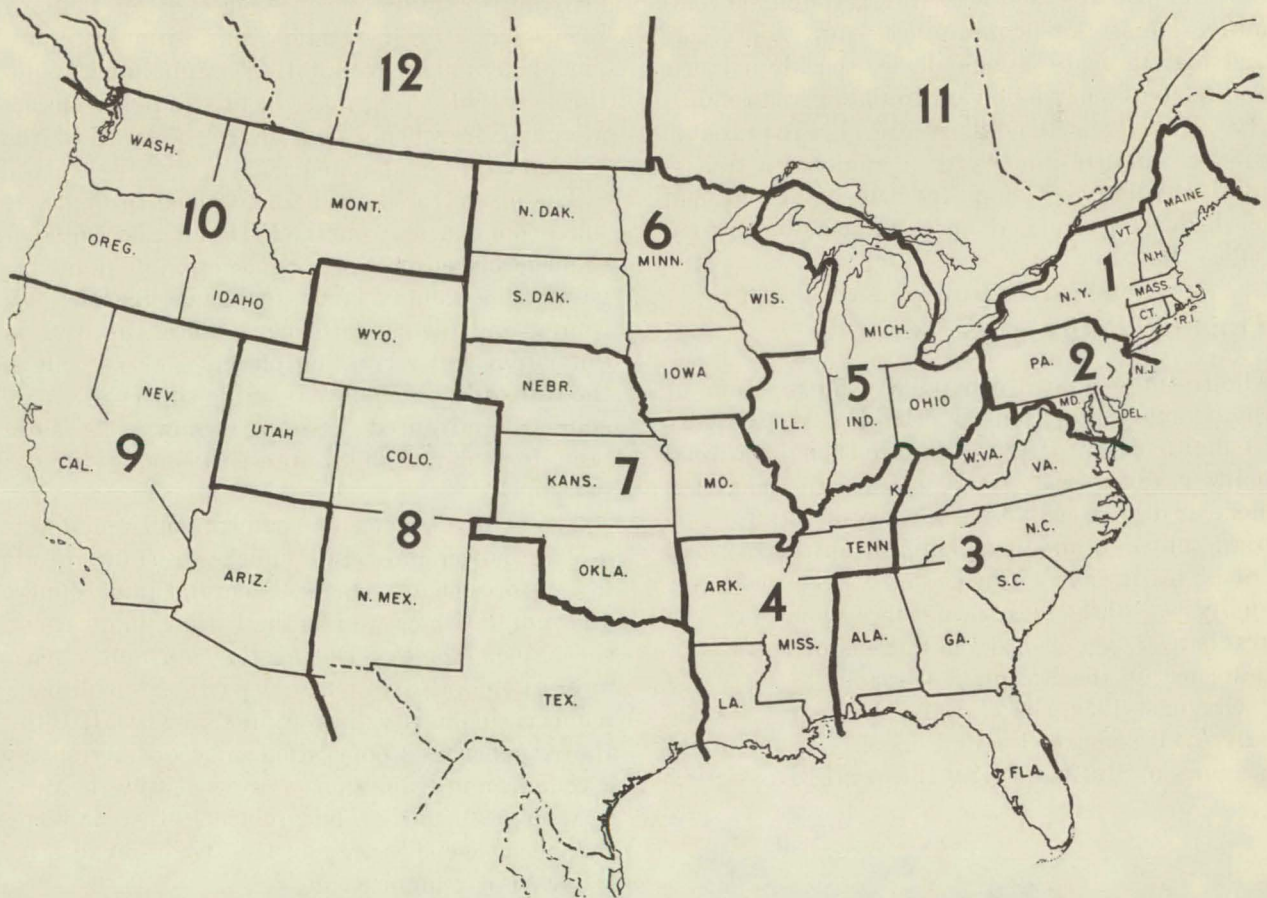 12
11
WASH.
MONT.
N. DAK.
MAINE
10
6
VT.
OREG.
MINN.
N.H.
1
N.Y.
MASS.
IDAHO
S. DAK.
WIS.
CT.
R.I.
WYO.
MICH.
PA.
2
N.J.
NEV.
NEBR.
IOWA
5
OHIO
MD.
DEL.
UTAH
ILL.
IND.
CAL.
9
COLO.
KANS.
7
MO.
W.VA.
VA.
KY.
8
N.C.
TENN.
3
ARIZ.
OKLA.
ARK.
4
S.C.
N. MEX.
MISS.
ALA.
GA.
TEX.
LA.
FLA.